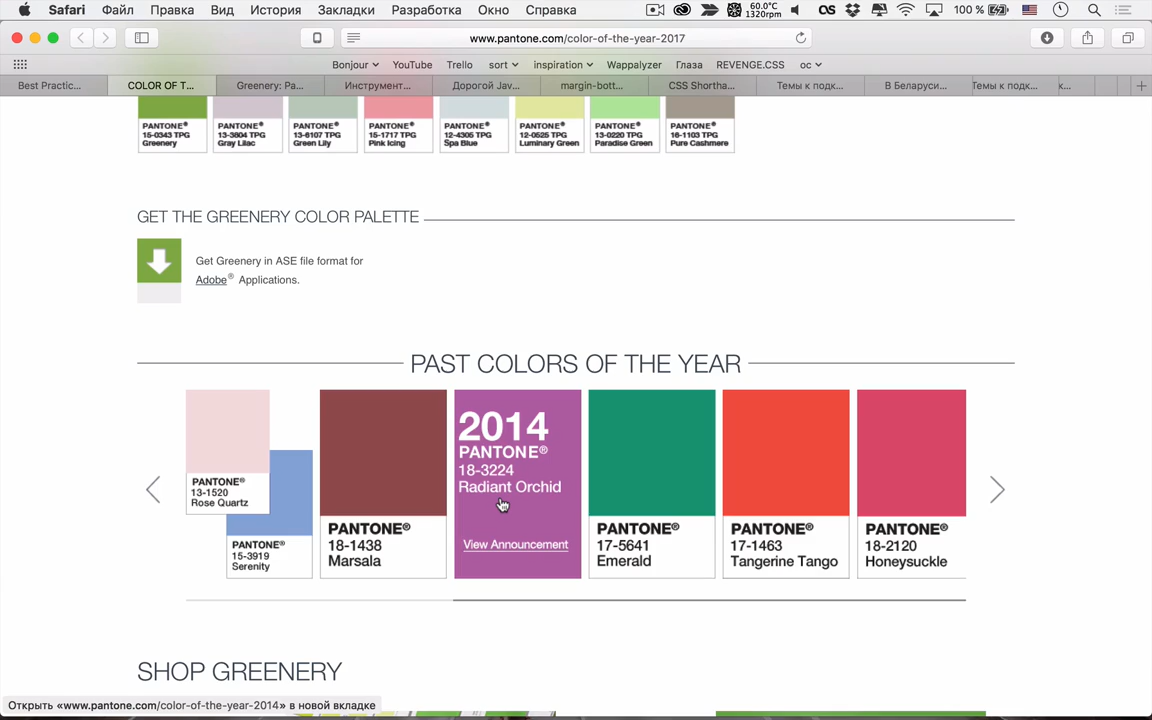 Safari Файл Правка Вид История Закладки Разработка Окно Справка 60.0°C 1320rpm 100 %
www.pantone.com/color-of-the-year-2017
Bonjour YouTube Trello sort inspiration Wappalyzer Глаза REVENGE.CSS ос
Best Practic... COLOR OF T... Greenery: Pa... Инструмент... Дорогой Jav... margin-bott... CSS Shortha... Темы к подк... В Беларуси... Темы к подк... к...
PANTONE® 15-0343 TPG Greenery
PANTONE® 13-3804 TPG Gray Lilac
PANTONE® 13-6107 TPG Green Lily
PANTONE® 15-1717 TPG Pink Icing
PANTONE® 12-4305 TPG Spa Blue
PANTONE® 12-0525 TPG Luminary Green
PANTONE® 13-0220 TPG Paradise Green
PANTONE® 16-1103 TPG Pure Cashmere
GET THE GREENERY COLOR PALETTE
Get Greenery in ASE file format for
Adobe® Applications.
PAST COLORS OF THE YEAR
PANTONE®
13-1520
Rose Quartz
PANTONE®
15-3919
Serenity
PANTONE®
18-1438
Marsala
2014
PANTONE®
18-3224
Radiant Orchid
View Announcement
PANTONE®
17-5641
Emerald
PANTONE®
17-1463
Tangerine Tango
PANTONE®
18-2120
Honeysuckle
SHOP GREENERY
Открыть «www.pantone.com/color-of-the-year-2014» в новой вкладке